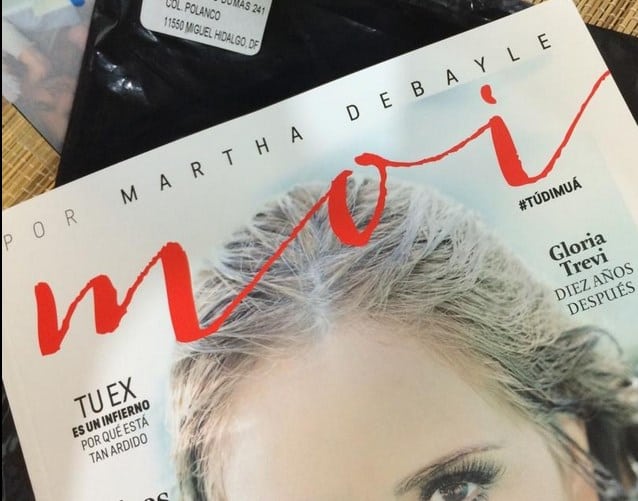 DUMAS 241
COL. POLANCO
11550 MIGUEL HIDALGO, DF
POR MARTHA DEBAYLE
moi
#TÚDIMUÁ
Gloria
Trevi
DIEZ AÑOS
DESPUÉS
TU EX
ES UN INFIERNO
POR QUÉ ESTÁ
TAN ARDIDO